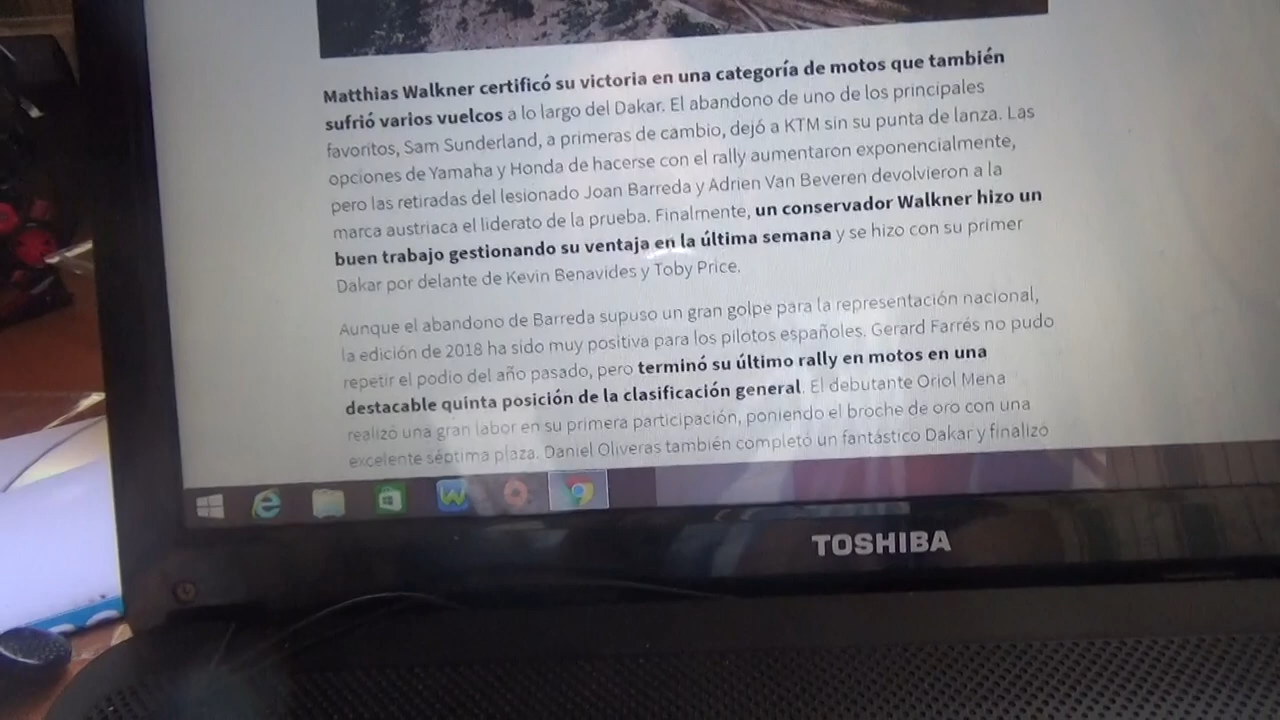 Matthias Walkner certificó su victoria en una categoría de motos que también
sufrió varios vuelcos a lo largo del Dakar. El abandono de uno de los principales
favoritos, Sam Sunderland, a primeras de cambio, dejó a KTM sin su punta de lanza. Las
opciones de Yamaha y Honda de hacerse con el rally aumentaron exponencialmente,
pero las retiradas del lesionado Joan Barreda y Adrien Van Beveren devolvieron a la
marca austriaca el liderato de la prueba. Finalmente, un conservador Walkner hizo un
buen trabajo gestionando su ventaja en la última semana y se hizo con su primer
Dakar por delante de Kevin Benavides y Toby Price.
Aunque el abandono de Barreda supuso un gran golpe para la representación nacional,
la edición de 2018 ha sido muy positiva para los pilotos españoles. Gerard Farrés no pudo
repetir el podio del año pasado, pero terminó su último rally en motos en una
destacable quinta posición de la clasificación general. El debutante Oriol Mena
realizó una gran labor en su primera participación, poniendo el broche de oro con una
excelente séptima plaza. Daniel Oliveras también completó un fantástico Dakar y finalizó
TOSHIBA